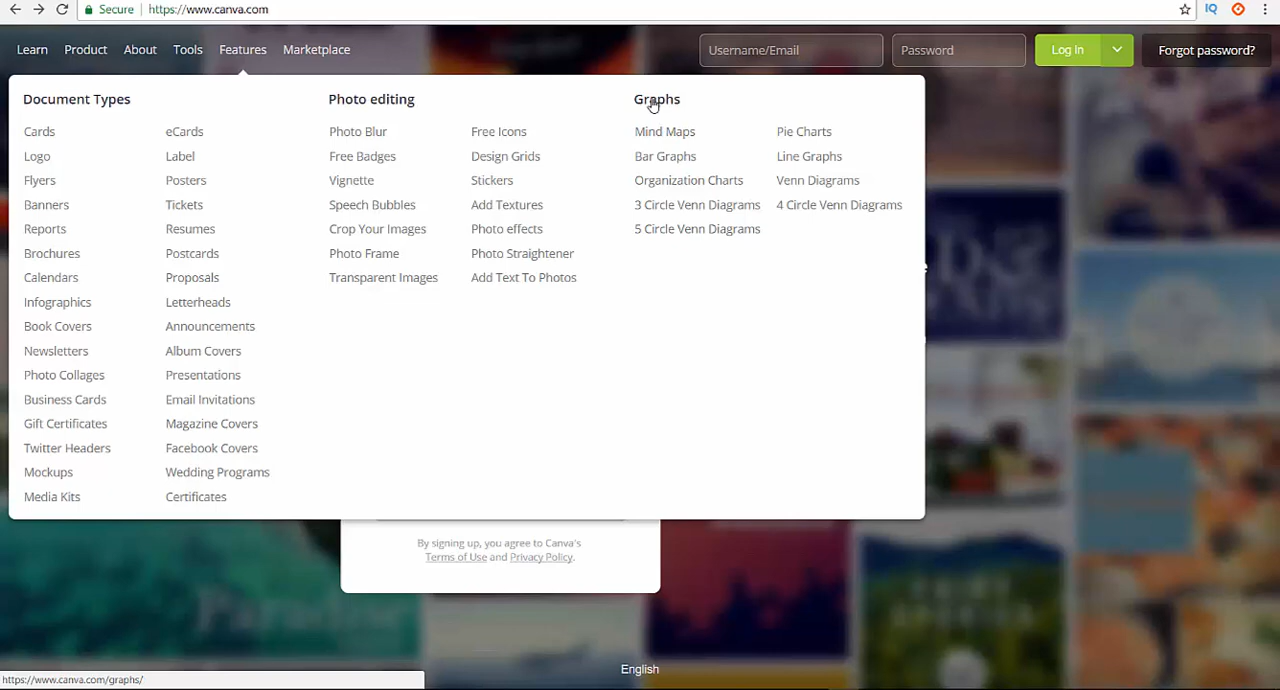 Secure
https://www.canva.com
IQ
Learn Product About Tools Features Marketplace
Username/Email Password Log In Forgot password?
Document Types
Cards eCards
Logo Label
Flyers Posters
Banners Tickets
Reports Resumes
Brochures Postcards
Calendars Proposals
Infographics Letterheads
Book Covers Announcements
Newsletters Album Covers
Photo Collages Presentations
Business Cards Email Invitations
Gift Certificates Magazine Covers
Twitter Headers Facebook Covers
Mockups Wedding Programs
Media Kits Certificates
Photo editing
Photo Blur Free Icons
Free Badges Design Grids
Vignette Stickers
Speech Bubbles Add Textures
Crop Your Images Photo effects
Photo Frame Photo Straightener
Transparent Images Add Text To Photos
Graphs
Mind Maps Pie Charts
Bar Graphs Line Graphs
Organization Charts Venn Diagrams
3 Circle Venn Diagrams 4 Circle Venn Diagrams
5 Circle Venn Diagrams
By signing up, you agree to Canva's
Terms of Use and Privacy Policy.
English
https://www.canva.com/graphs/